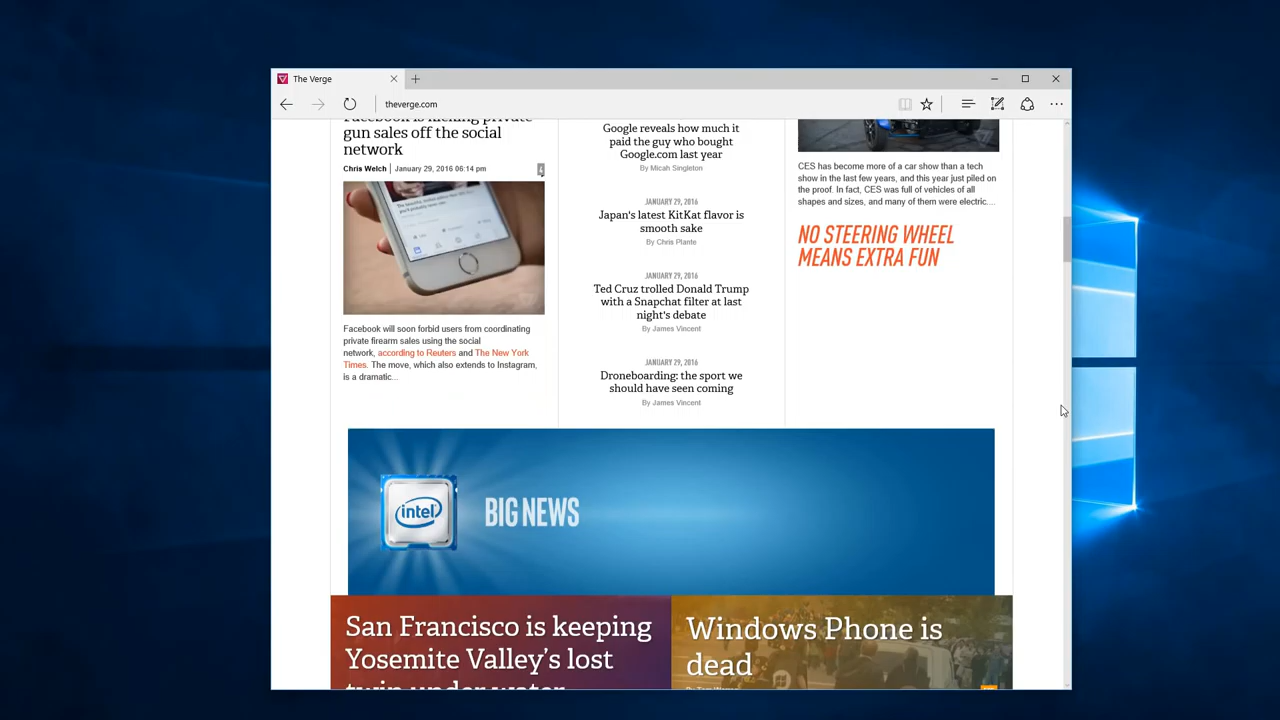 The Verge
theverge.com
Facebook is kicking private
gun sales off the social
network
Chris Welch | January 29, 2016 06:14 pm
Facebook will soon forbid users from coordinating
private firearm sales using the social
network, according to Reuters and The New York
Times. The move, which also extends to Instagram,
is a dramatic...
Google reveals how much it
paid the guy who bought
Google.com last year
By Micah Singleton
JANUARY 29, 2016
Japan's latest KitKat flavor is
smooth sake
By Chris Plante
JANUARY 29, 2016
Ted Cruz trolled Donald Trump
with a Snapchat filter at last
night's debate
By James Vincent
JANUARY 29, 2016
Droneboarding: the sport we
should have seen coming
By James Vincent
CES has become more of a car show than a tech
show in the last few years, and this year just piled on
the proof. In fact, CES was full of vehicles of all
shapes and sizes, and many of them were electric....
NO STEERING WHEEL
MEANS EXTRA FUN
intel
BIG NEWS
San Francisco is keeping
Yosemite Valley's lost
twin under water
Windows Phone is
dead